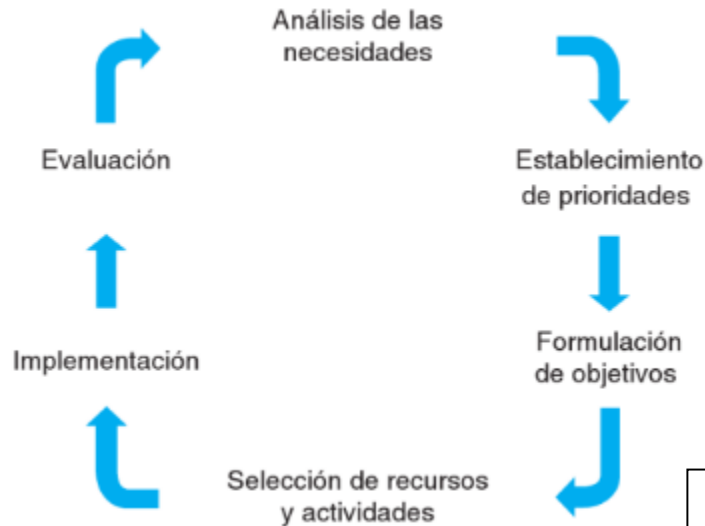 Análisis de las
necesidades
Establecimiento
de prioridades
Formulación
de objetivos
Selección de recursos
y actividades
Implementación
Evaluación